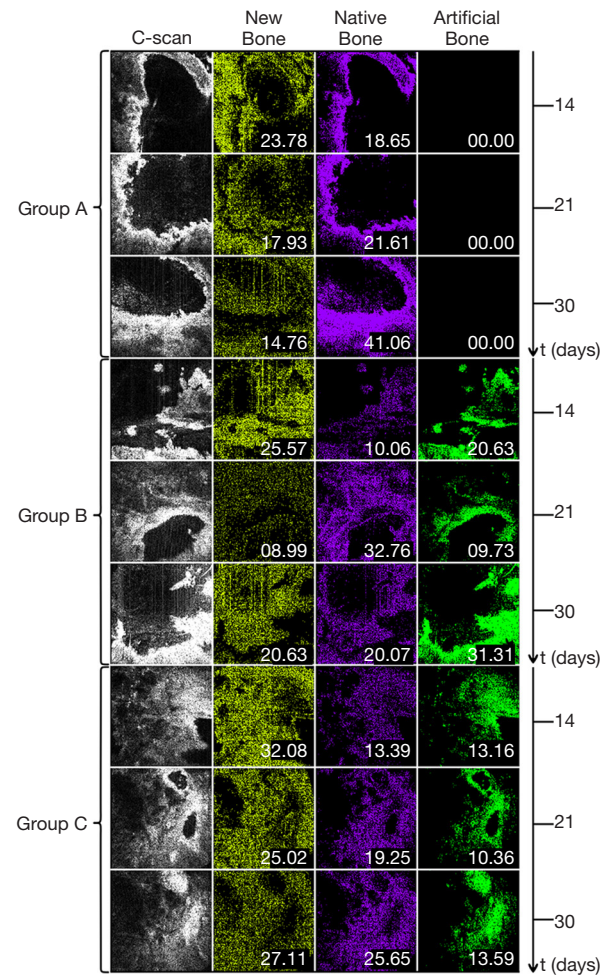 C-scan New Bone Native Bone Artificial Bone
Group A
23.78 18.65 00.00 14
17.93 21.61 00.00 21
14.76 41.06 00.00 30
t (days)
Group B
25.57 10.06 20.63 14
08.99 32.76 09.73 21
20.63 20.07 31.31 30
t (days)
Group C
32.08 13.39 13.16 14
25.02 19.25 10.36 21
27.11 25.65 13.59 30
t (days)